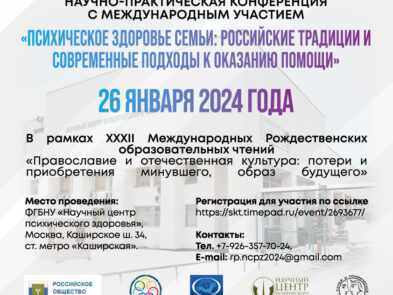 НАУЧНО-ПРАКТИЧЕСКАЯ КОНФЕРЕНЦИЯ
С МЕЖДУНАРОДНЫМ УЧАСТИЕМ
«ПСИХИЧЕСКОЕ ЗДОРОВЬЕ СЕМЬИ: РОССИЙСКИЕ ТРАДИЦИИ И
СОВРЕМЕННЫЕ ПОДХОДЫ К ОКАЗАНИЮ ПОМОЩИ»
26 ЯНВАРЯ 2024 ГОДА
В рамках XXXII Международных Рождественских
образовательных чтений
«Православие и отечественная культура: потери и
приобретения минувшего, образ будущего»
Место проведения:
ФГБНУ «Научный центр
психического здоровья»,
Москва, Каширское ш. 34,
ст. метро «Каширская».
Регистрация для участия по ссылке
https://skt.timepad.ru/event/2693677/
Контакты:
Тел. +7-926-357-70-24,
E-mail: rp.ncpz2024@gmail.com
РОССИЙСКОЕ
ОБЩЕСТВО
НАУЧНЫЙ
ЦЕНТР